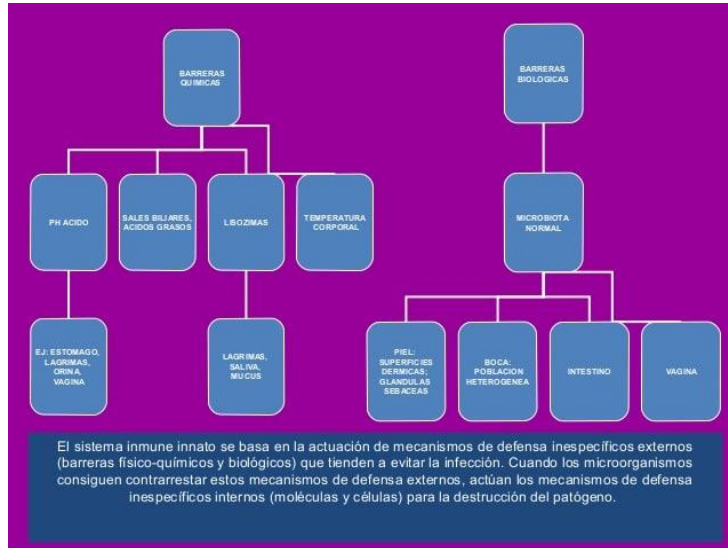 BARRERAS
QUIMICAS
BARRERAS
BIOLOGICAS
PH ACIDO
SALES BILIARES,
ACIDOS GRASOS
LISOZIMAS
TEMPERATURA
CORPORAL
MICROBIOTA
NORMAL
EJ: ESTOMAGO,
LAGRIMAS,
ORINA,
VAGINA
LAGRIMAS,
SALIVA,
MUCUS
PIEL:
SUPERFICIES
DERMICAS;
GLANDULAS
SEBACEAS
BOCA:
POBLACION
HETEROGENEA
INTESTINO
VAGINA
El sistema inmune innato se basa en la actuación de mecanismos de defensa inespecíficos externos
(barreras físico-químicos y biológicos) que tienden a evitar la infección. Cuando los microorganismos
consiguen contrarrestar estos mecanismos de defensa externos, actúan los mecanismos de defensa
inespecíficos internos (moléculas y células) para la destrucción del patógeno.